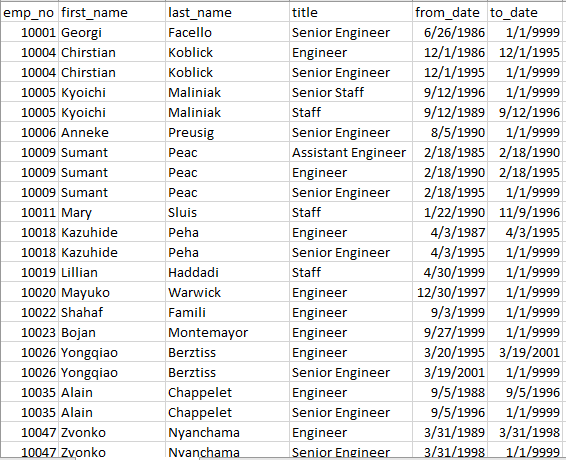 emp_no first_name last_name title from_date to_date
10001 Georgi Facello Senior Engineer 6/26/1986 1/1/9999
10004 Chirstian Koblick Engineer 12/1/1986 12/1/1995
10004 Chirstian Koblick Senior Engineer 12/1/1995 1/1/9999
10005 Kyoichi Maliniak Senior Staff 9/12/1996 1/1/9999
10005 Kyoichi Maliniak Staff 9/12/1989 9/12/1996
10006 Anneke Preusig Senior Engineer 8/5/1990 1/1/9999
10009 Sumant Peac Assistant Engineer 2/18/1985 2/18/1990
10009 Sumant Peac Engineer 2/18/1990 2/18/1995
10009 Sumant Peac Senior Engineer 2/18/1995 1/1/9999
10011 Mary Sluis Staff 1/22/1990 11/9/1996
10018 Kazuhide Peha Engineer 4/3/1987 4/3/1995
10018 Kazuhide Peha Senior Engineer 4/3/1995 1/1/9999
10019 Lillian Haddadi Staff 4/30/1999 1/1/9999
10020 Mayuko Warwick Engineer 12/30/1997 1/1/9999
10022 Shahaf Famili Engineer 9/3/1999 1/1/9999
10023 Bojan Montemayor Engineer 9/27/1999 1/1/9999
10026 Yongqiao Berztiss Engineer 3/20/1995 3/19/2001
10026 Yongqiao Berztiss Senior Engineer 3/19/2001 1/1/9999
10035 Alain Chappelet Engineer 9/5/1988 9/5/1996
10035 Alain Chappelet Senior Engineer 9/5/1996 1/1/9999
10047 Zvonko Nyanchama Engineer 3/31/1989 3/31/1998
10047 Zvonko Nyanchama Senior Engineer 3/31/1998 1/1/9999